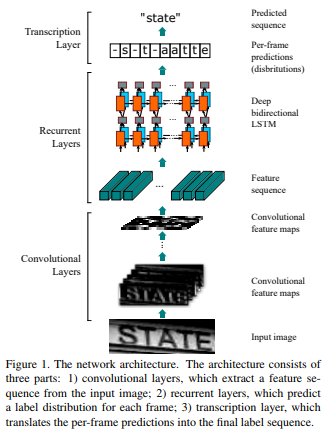 "state"
Predicted
sequence
Transcription
Layer
-s-t-aatte
Per-frame
predictions
(disbritutions)
Recurrent
Layers
Deep
bidirectional
LSTM
...
...
...
Feature
sequence
Convolutional
feature maps
Convolutional
Layers
Convolutional
feature maps
STATE
STATE
Input image
Figure 1. The network architecture. The architecture consists of
three parts: 1) convolutional layers, which extract a feature se-
quence from the input image; 2) recurrent layers, which predict
a label distribution for each frame; 3) transcription layer, which
translates the per-frame predictions into the final label sequence.